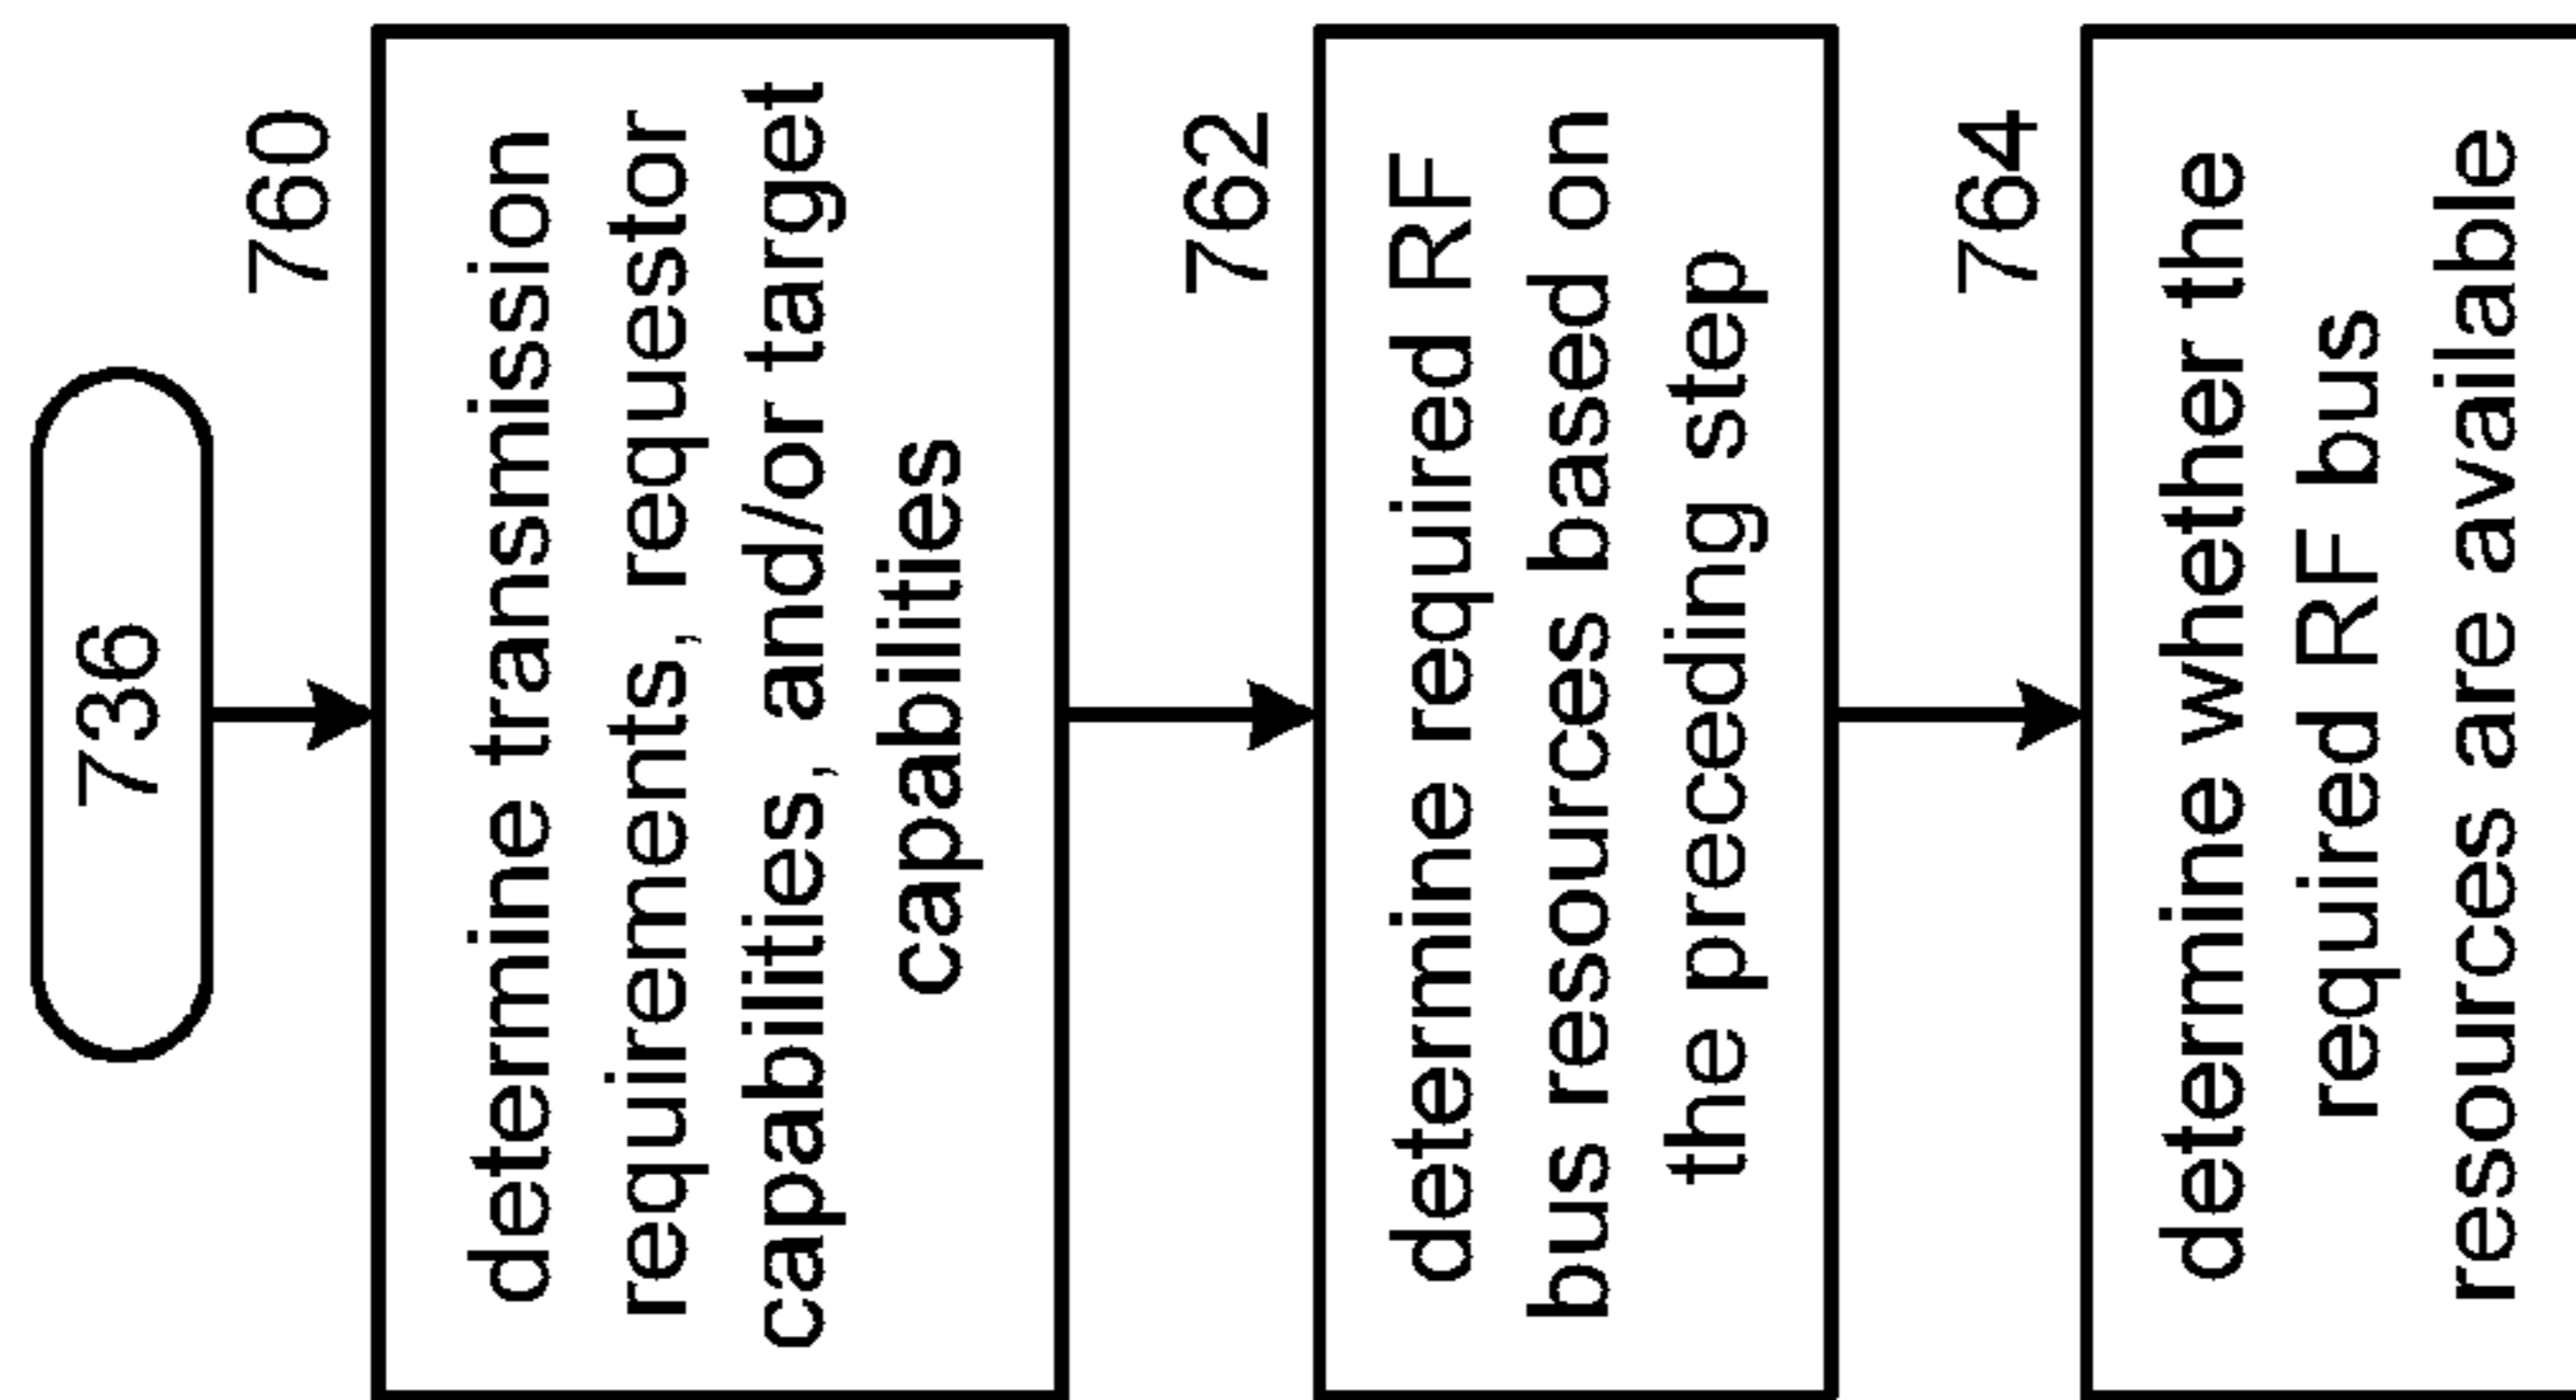 736
760
determine transmission
requirements, requestor
capabilities, and/or target
capabilities
762
determine required RF
bus resources based on
the preceding step
764
determine whether the
required RF bus
resources are available